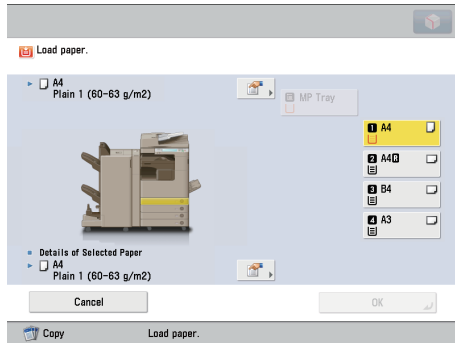 Load paper.
A4
Plain 1 (60-63 g/m2)
MP Tray
1 A4
2 A4R
3 B4
4 A3
Details of Selected Paper
A4
Plain 1 (60-63 g/m2)
Cancel
OK
Copy
Load paper.